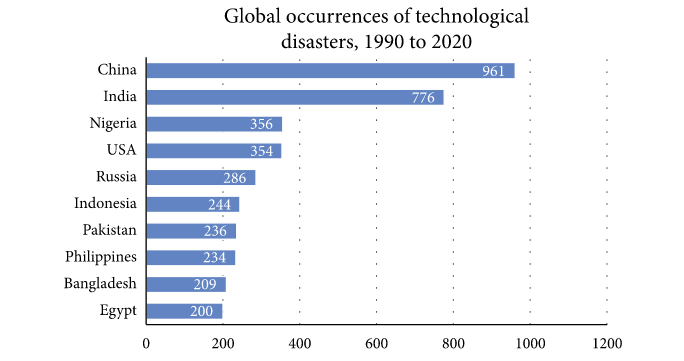 Global occurrences of technological
disasters, 1990 to 2020
China 961
India 776
Nigeria 356
USA 354
Russia 286
Indonesia 244
Pakistan 236
Philippines 234
Bangladesh 209
Egypt 200
0 200 400 600 800 1000 1200